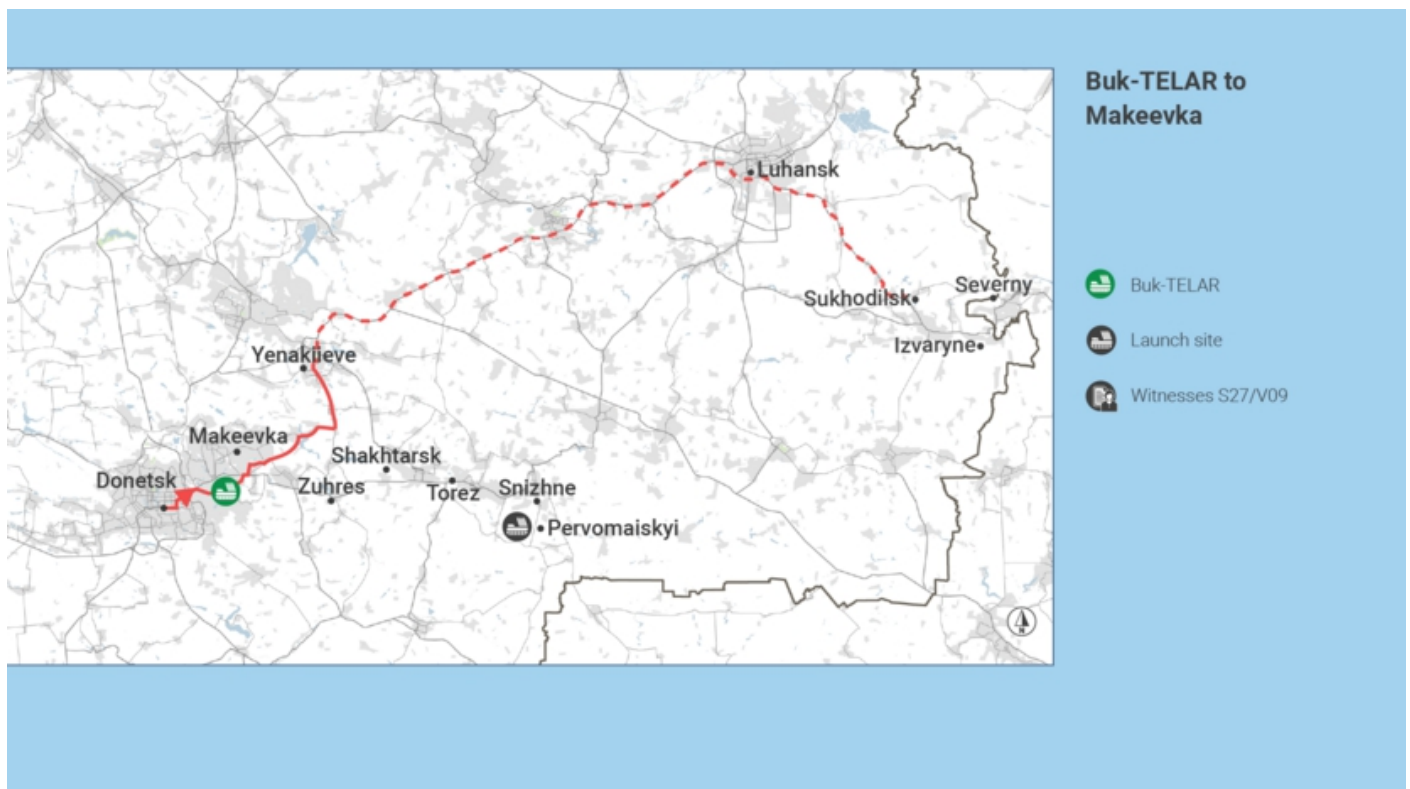 Buk-TELAR to
Makeevka
Luhansk
Sukhodilsk
Severny
Izvaryne
Buk-TELAR
Launch site
Witnesses S27/V09
Yenakiieve
Makeevka
Shakhtarsk
Donetsk
Zuhres
Torez
Snizhne
Pervomaiskyi
N